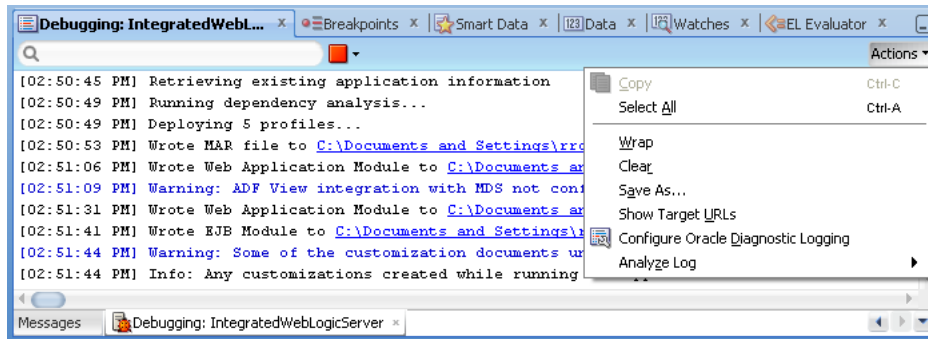 Debugging: IntegratedWebL... Breakpoints Smart Data 123 Data Watches EL Evaluator
Actions
[02:50:45 PM] Retrieving existing application information
[02:50:49 PM] Running dependency analysis...
[02:50:49 PM] Deploying 5 profiles...
[02:50:53 PM] Wrote MAR file to C:\Documents and Settings\rro
[02:51:06 PM] Wrote Web Application Module to C:\Documents an
[02:51:09 PM] Warning: ADF View integration with MDS not conf
[02:51:31 PM] Wrote Web Application Module to C:\Documents an
[02:51:41 PM] Wrote EJB Module to C:\Documents and Settings\r
[02:51:44 PM] Warning: Some of the customization documents un
[02:51:44 PM] Info: Any customizations created while running
Copy Ctrl-C
Select All Ctrl-A
Wrap
Clear
Save As...
Show Target URLs
Configure Oracle Diagnostic Logging
Analyze Log
Messages Debugging: IntegratedWebLogicServer